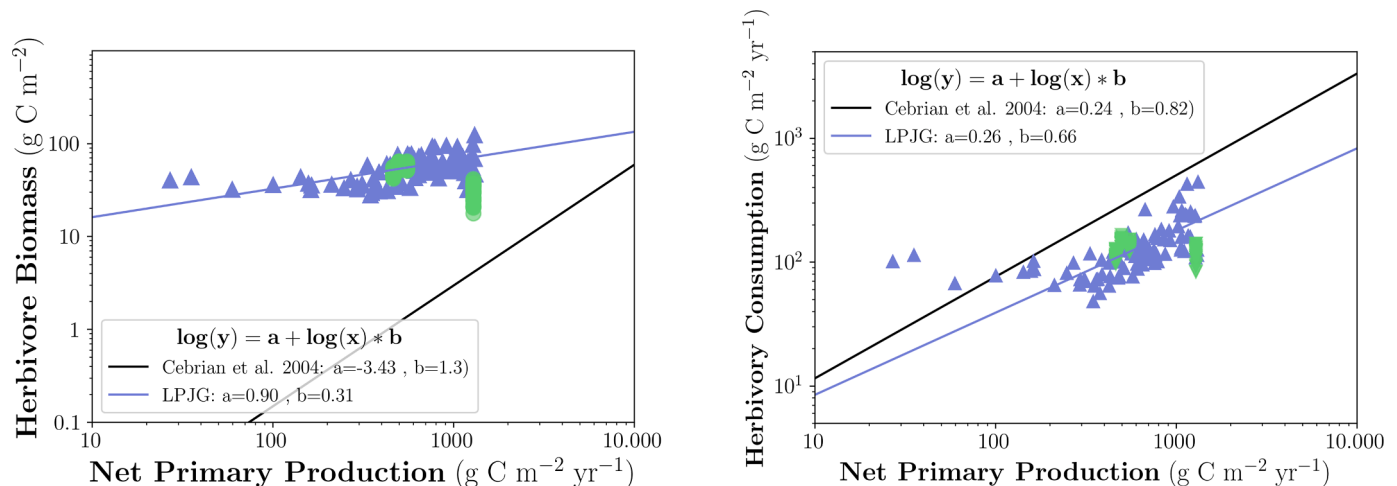 Herbivore Biomass (g C m⁻²)
100
10
1
0.1
log(y) = a + log(x) * b
Cebrian et al. 2004: a=-3.43 , b=1.3)
LPJG: a=0.90 , b=0.31
10 100 1000 10.000
Net Primary Production (g C m⁻² yr⁻¹)
Herbivory Consumption (g C m⁻² yr⁻¹)
10³
10²
10¹
log(y) = a + log(x) * b
Cebrian et al. 2004: a=0.24 , b=0.82)
LPJG: a=0.26 , b=0.66
10 100 1000 10.000
Net Primary Production (g C m⁻² yr⁻¹)